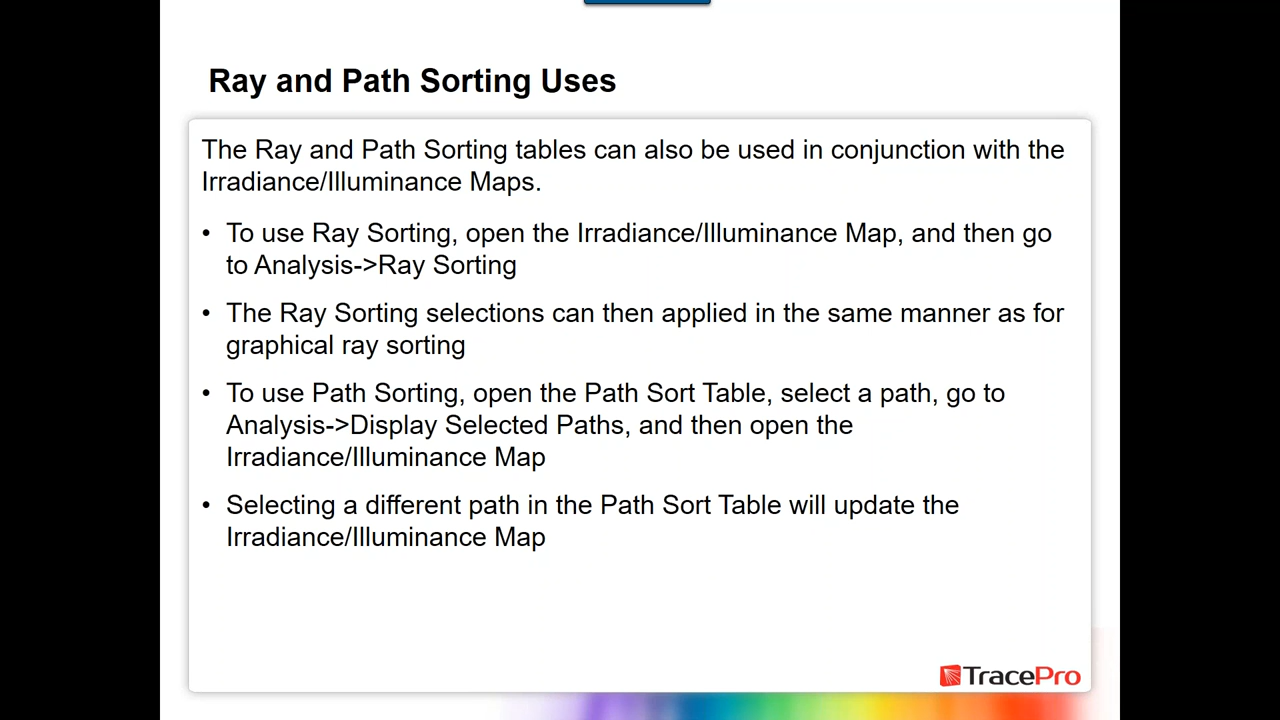 Ray and Path Sorting Uses
The Ray and Path Sorting tables can also be used in conjunction with the
Irradiance/Illuminance Maps.
• To use Ray Sorting, open the Irradiance/Illuminance Map, and then go
to Analysis->Ray Sorting
• The Ray Sorting selections can then applied in the same manner as for
graphical ray sorting
• To use Path Sorting, open the Path Sort Table, select a path, go to
Analysis->Display Selected Paths, and then open the
Irradiance/Illuminance Map
• Selecting a different path in the Path Sort Table will update the
Irradiance/Illuminance Map
TracePro